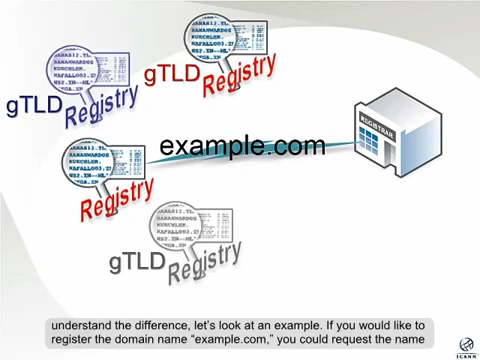 gTLD Registry
gTLD Registry
REGISTRAR
example.com
Registry
gTLD Registry
understand the difference, let's look at an example. If you would like to
register the domain name “example.com,” you could request the name
ICANN